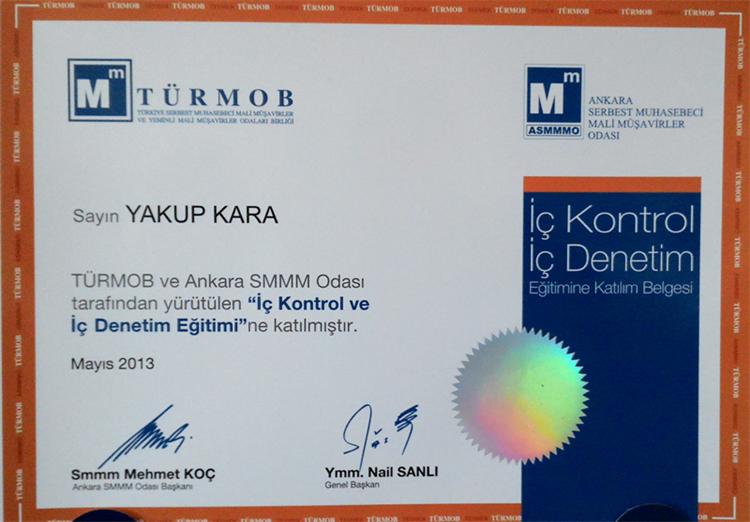 Mm
TÜRMOB
TÜRKİYE SERBEST MUHASEBECİ MALİ MÜŞAVİRLER
VE YEMİNLİ MALİ MÜŞAVİRLER ODALARI BİRLİĞİ
Mm
ASMMMO
ANKARA
SERBEST MUHASEBECİ
MALİ MÜŞAVİRLER
ODASI
Sayın YAKUP KARA
İç Kontrol
İç Denetim
Eğitimine Katılım Belgesi
TÜRMOB ve Ankara SMMM Odası
tarafından yürütülen “İç Kontrol ve
İç Denetim Eğitimi”ne katılmıştır.
Mayıs 2013
Smmm Mehmet KOÇ
Ankara SMMM Odası Başkanı
Ymm. Nail SANLI
Genel Başkan